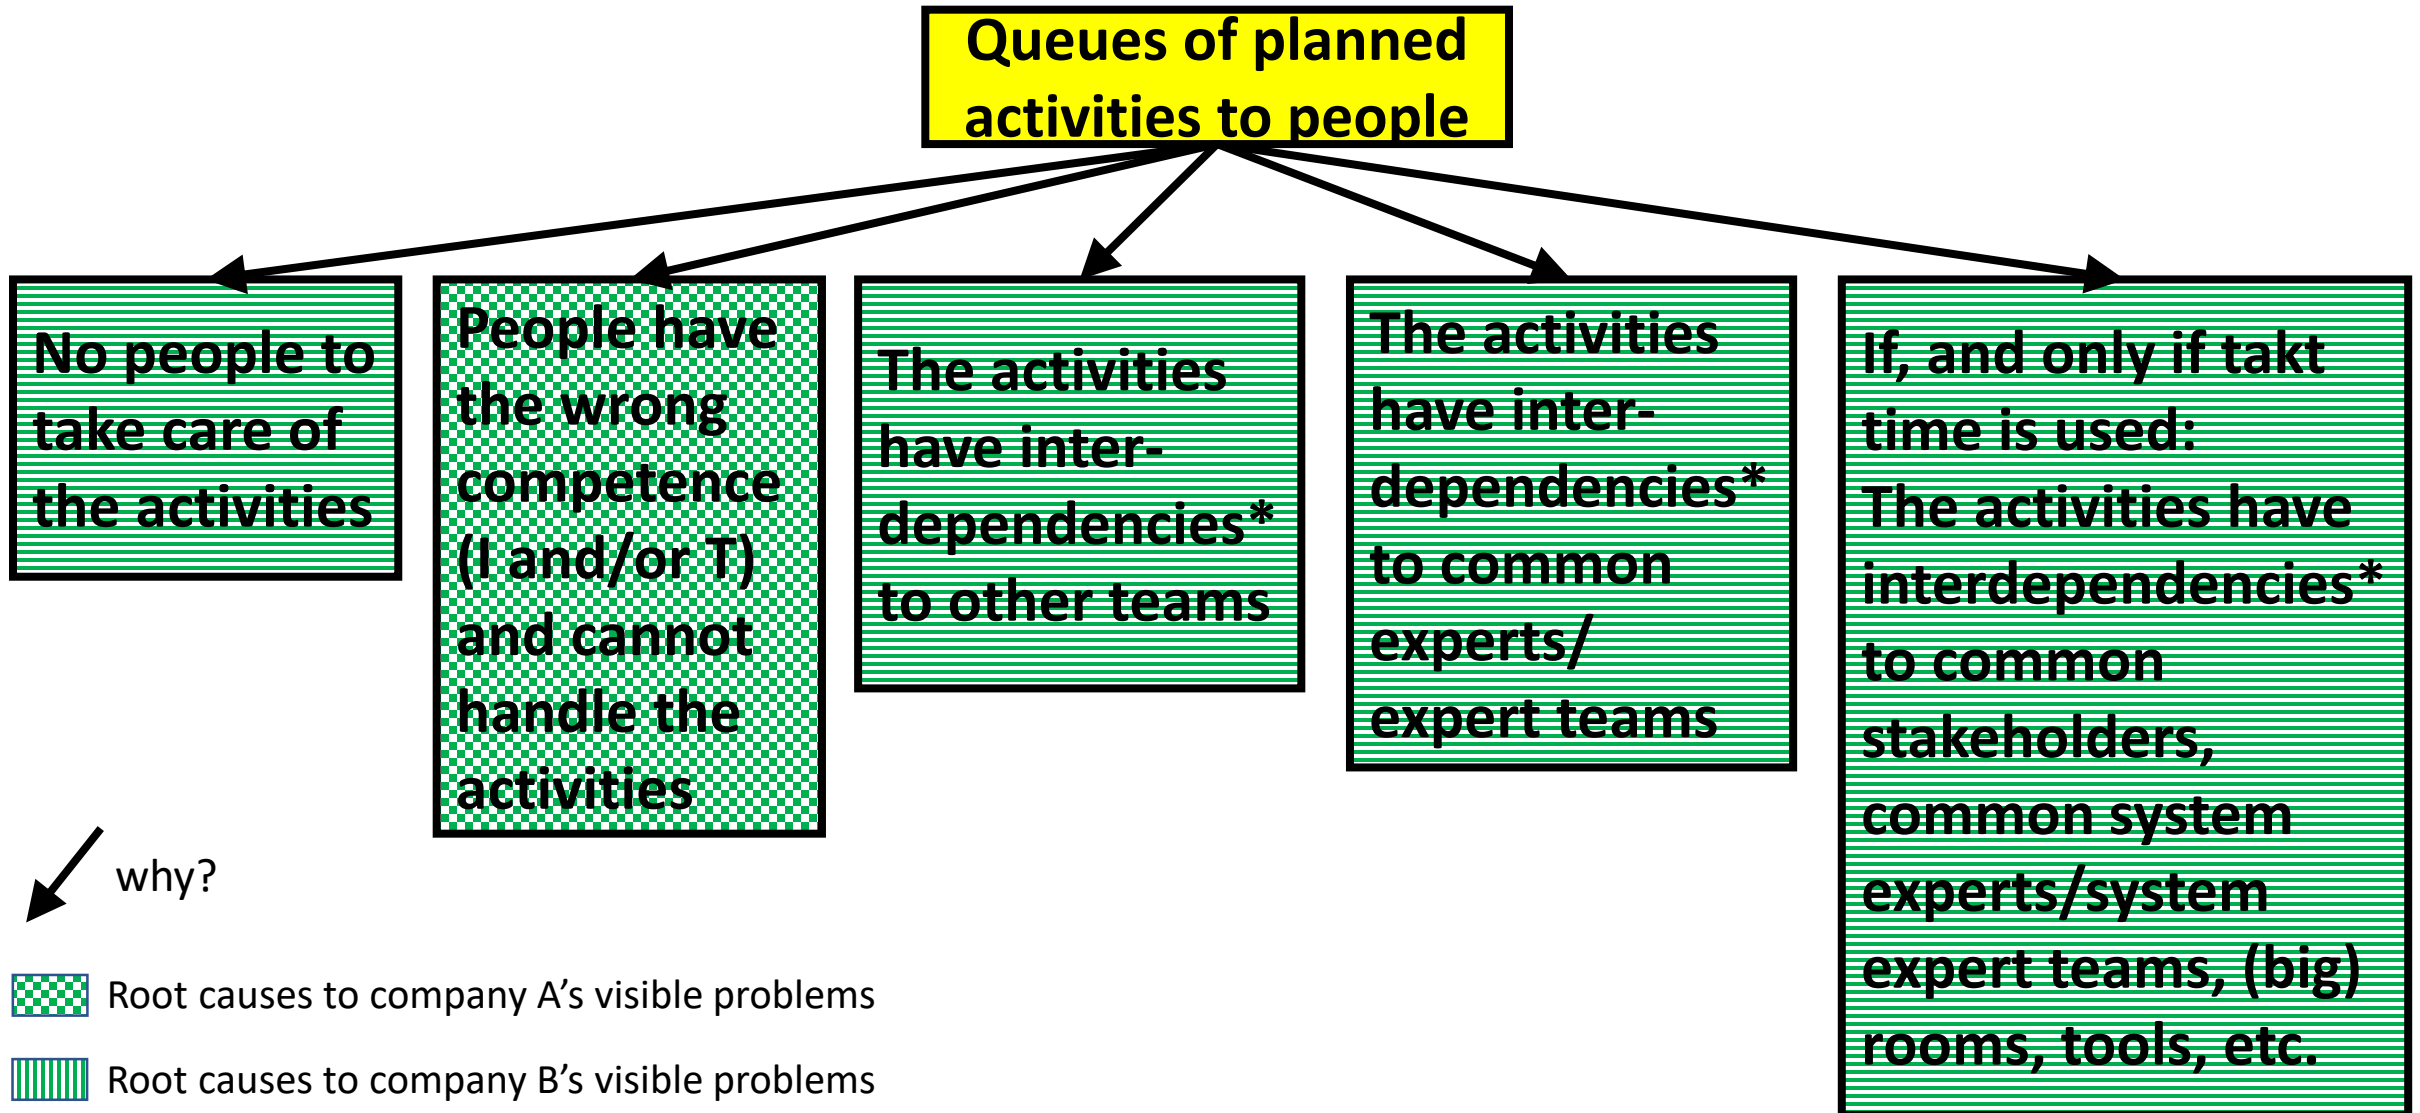 Queues of planned
activities to people
No people to
take care of
the activities
People have
the wrong
competence
(I and/or T)
and cannot
handle the
activities
The activities
have inter-
dependencies*
to other teams
The activities
have inter-
dependencies*
to common
experts/
expert teams
If, and only if takt
time is used:
The activities have
interdependencies*
to common
stakeholders,
common system
experts/system
expert teams, (big)
rooms, tools, etc.
why?
Root causes to company A’s visible problems
Root causes to company B’s visible problems